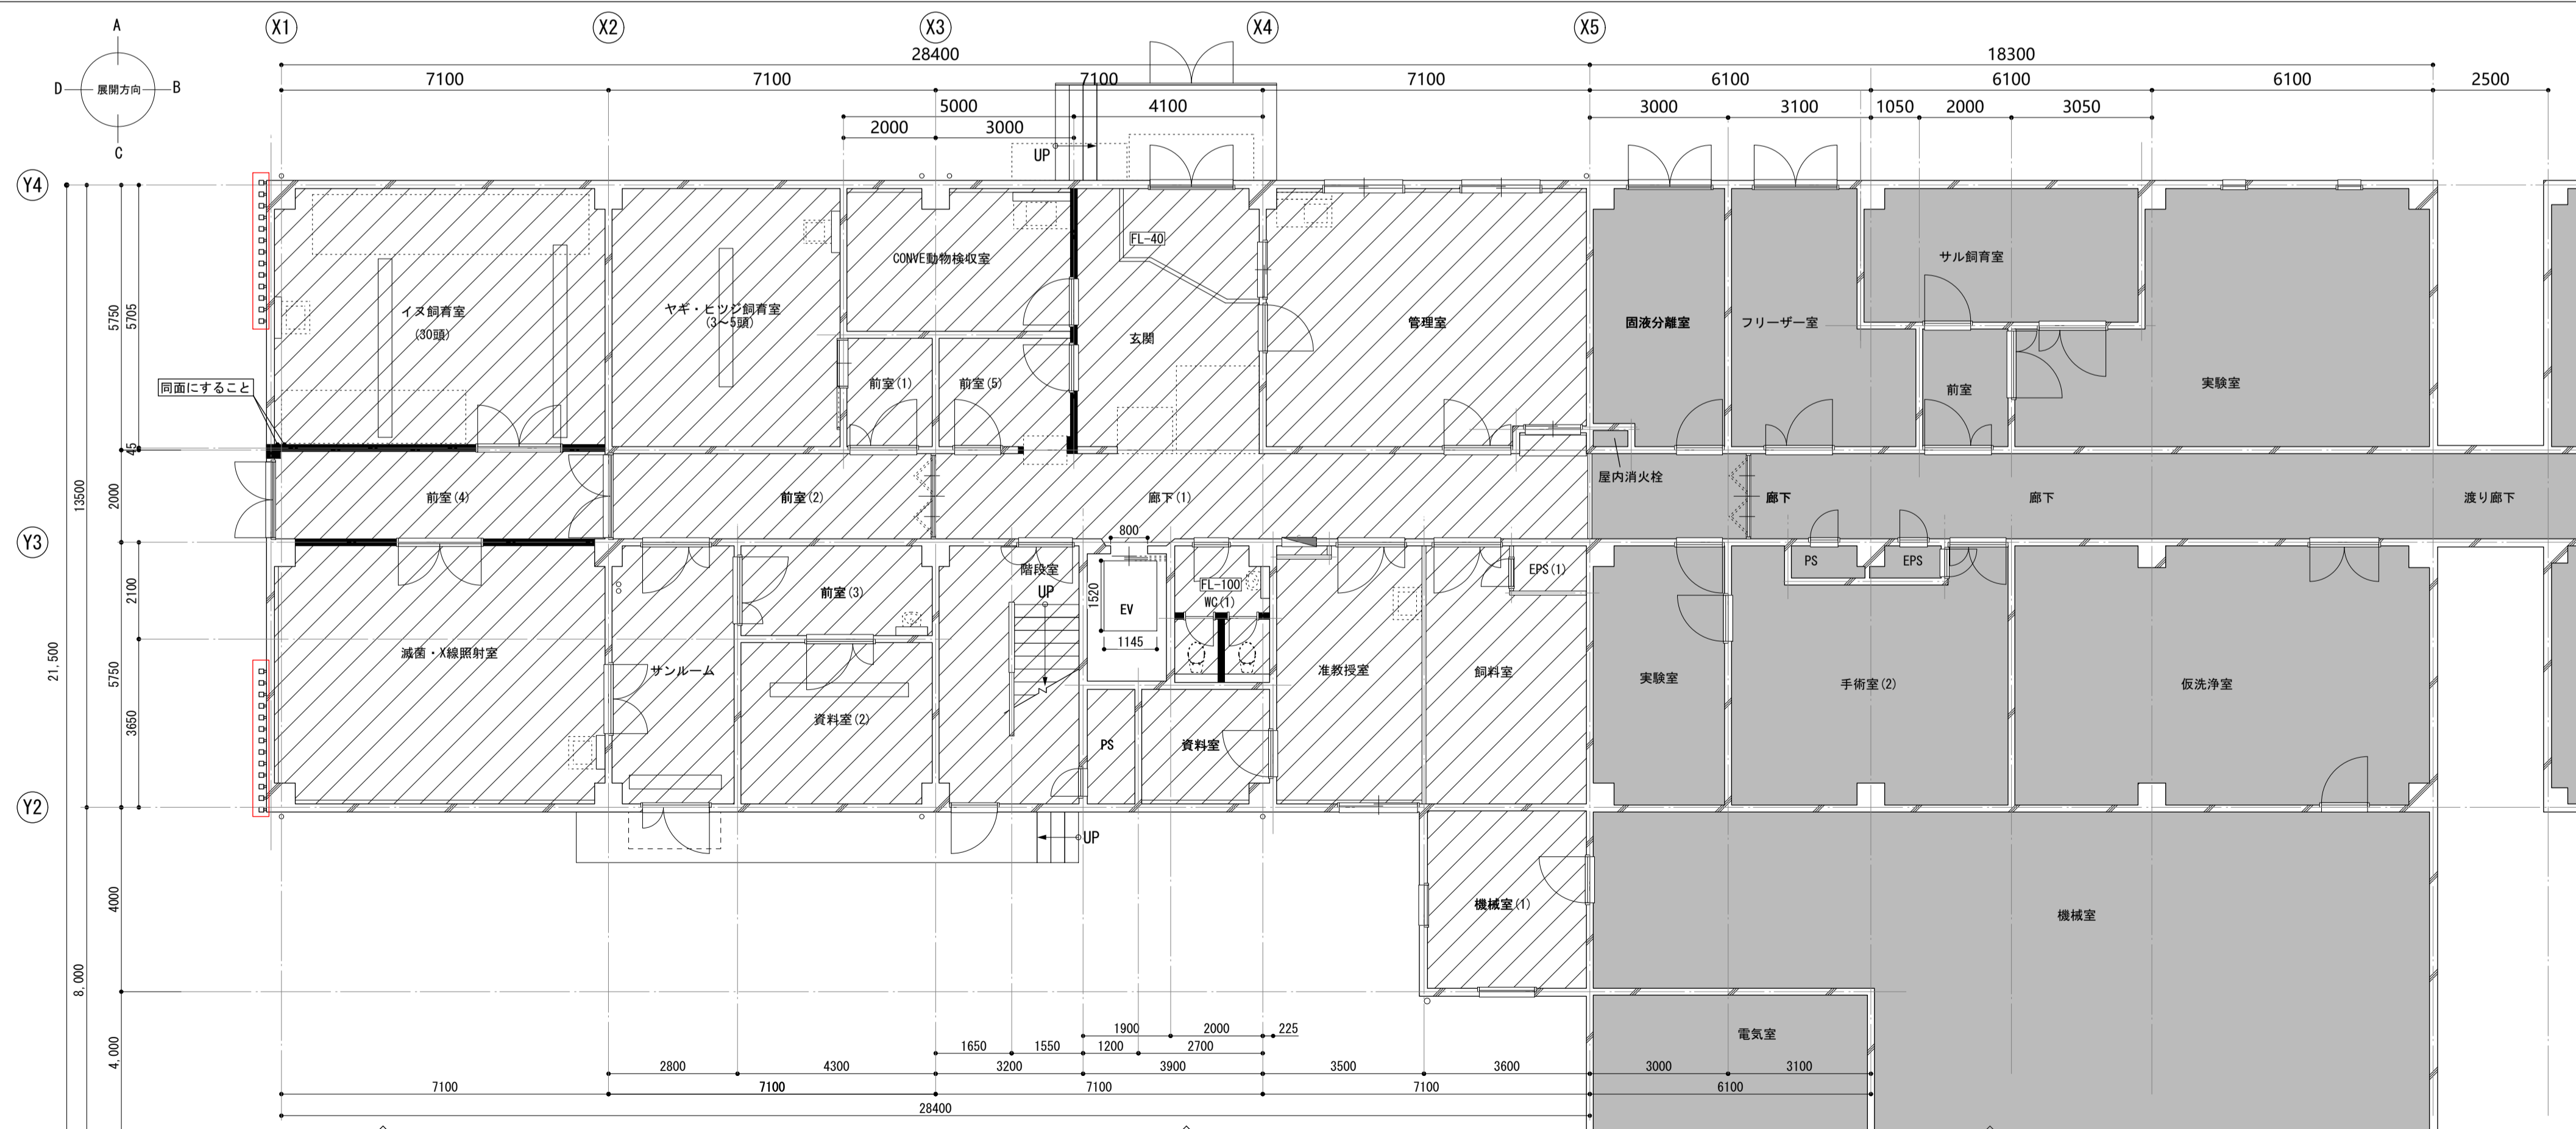 X1 X2 X3 X4 X5
A
D 展開方向 B
C
28400 18300
7100 7100 7100 7100 6100 6100 6100 2500
5000 4100 3000 3100 1050 2000 3050
2000 3000
UP
Y4
Y3
Y2
21,500
13500
8,000
5750
5705
45
2000
2100
5750
3650
4000
4,000
同面にすること
イヌ飼育室
(30頭)
ヤギ・ヒツジ飼育室
(3〜5頭)
CONVE動物検収室
FL-40
玄関
管理室
固液分離室
フリーザー室
サル飼育室
前室(1)
前室(5)
前室
実験室
屋内消火栓
前室(4)
前室(2)
廊下(1)
廊下
廊下
渡り廊下
滅菌・X線照射室
サンルーム
前室(3)
資料室(2)
階段室
UP
800
1520
EV
1145
FL-100
WC(1)
EPS(1)
PS
EPS
准教授室
飼料室
実験室
手術室(2)
仮洗浄室
PS
資料室
UP
機械室(1)
機械室
電気室
1900 2000 225
1650 1550 1200 2700
2800 4300 3200 3900 3500 3600 3000 3100
7100 7100 7100 7100 6100
28400